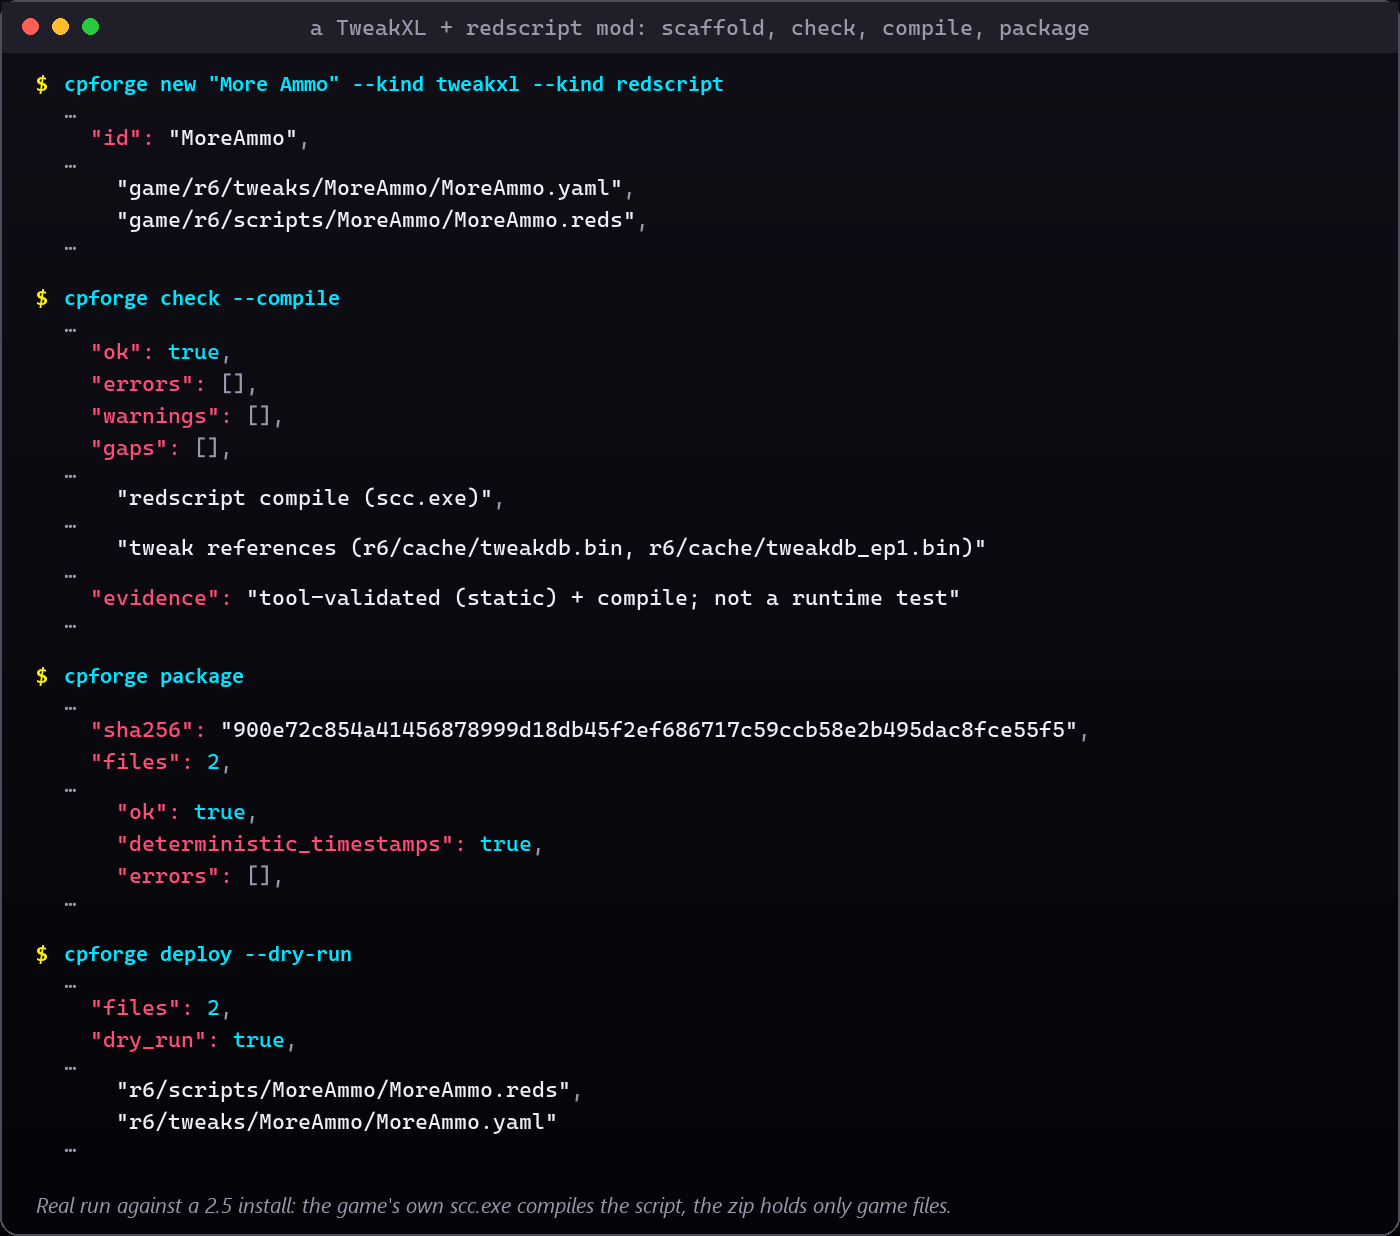 a TweakXL + redscript mod: scaffold, check, compile, package
$ cpforge new "More Ammo" --kind tweakxl --kind redscript
…
"id": "MoreAmmo",
…
"game/r6/tweaks/MoreAmmo/MoreAmmo.yaml",
"game/r6/scripts/MoreAmmo/MoreAmmo.reds",
…
$ cpforge check --compile
…
"ok": true,
"errors": [],
"warnings": [],
"gaps": [],
…
"redscript compile (scc.exe)",
…
"tweak references (r6/cache/tweakdb.bin, r6/cache/tweakdb_ep1.bin)"
…
"evidence": "tool-validated (static) + compile; not a runtime test"
…
$ cpforge package
…
"sha256": "900e72c854a41456878999d18db45f2ef686717c59ccb58e2b495dac8fce55f5",
"files": 2,
…
"ok": true,
"deterministic_timestamps": true,
"errors": [],
…
$ cpforge deploy --dry-run
…
"files": 2,
"dry_run": true,
…
"r6/scripts/MoreAmmo/MoreAmmo.reds",
"r6/tweaks/MoreAmmo/MoreAmmo.yaml"
…
Real run against a 2.5 install: the game's own scc.exe compiles the script, the zip holds only game files.